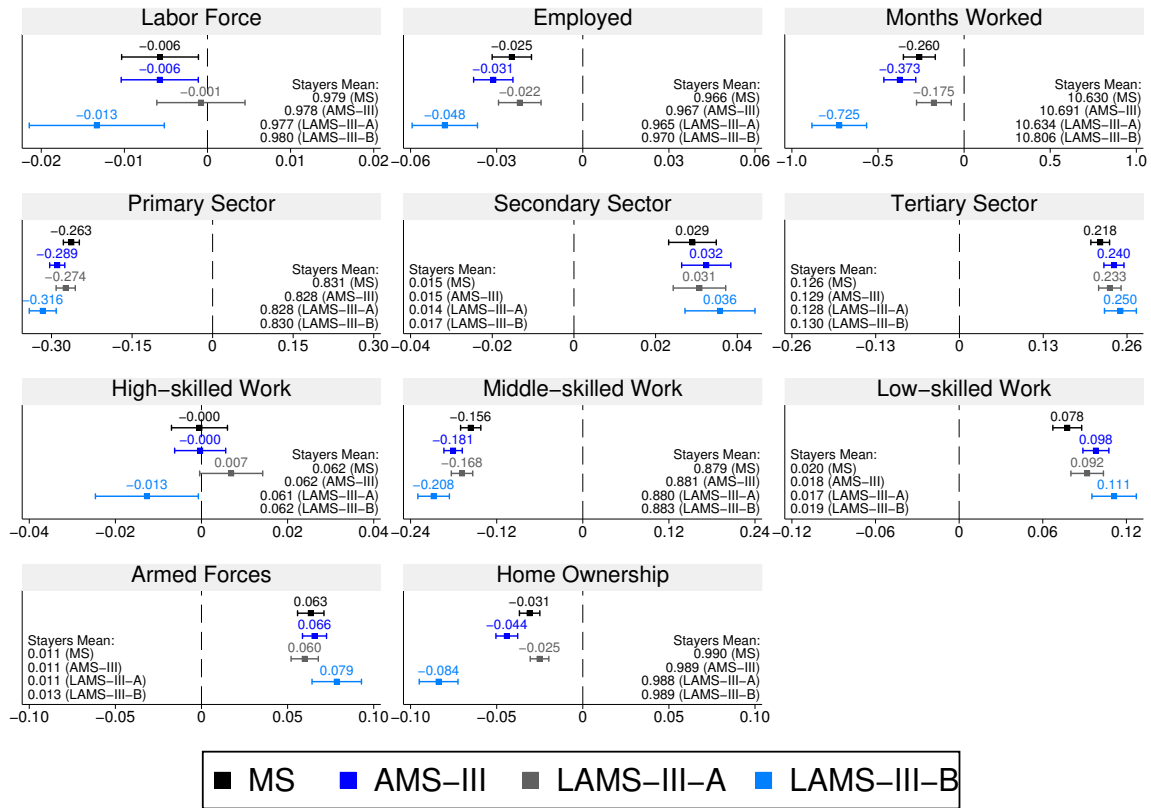 Labor Force
−0.006
−0.006
−0.001
−0.013
Stayers Mean:
0.979 (MS)
0.978 (AMS−III)
0.977 (LAMS−III−A)
0.980 (LAMS−III−B)
−0.02 −0.01 0 0.01 0.02
Employed
−0.025
−0.031
−0.022
−0.048
Stayers Mean:
0.966 (MS)
0.967 (AMS−III)
0.965 (LAMS−III−A)
0.970 (LAMS−III−B)
−0.06 −0.03 0 0.03 0.06
Months Worked
−0.260
−0.373
−0.175
−0.725
Stayers Mean:
10.630 (MS)
10.691 (AMS−III)
10.634 (LAMS−III−A)
10.806 (LAMS−III−B)
−1.0 −0.5 0 0.5 1.0
Primary Sector
−0.263
−0.289
−0.274
−0.316
Stayers Mean:
0.831 (MS)
0.828 (AMS−III)
0.828 (LAMS−III−A)
0.830 (LAMS−III−B)
−0.30 −0.15 0 0.15 0.30
Secondary Sector
0.029
0.032
0.031
0.036
Stayers Mean:
0.015 (MS)
0.015 (AMS−III)
0.014 (LAMS−III−A)
0.017 (LAMS−III−B)
−0.04 −0.02 0 0.02 0.04
Tertiary Sector
0.218
0.240
0.233
0.250
Stayers Mean:
0.126 (MS)
0.129 (AMS−III)
0.128 (LAMS−III−A)
0.130 (LAMS−III−B)
−0.26 −0.13 0 0.13 0.26
High−skilled Work
−0.000
−0.000
0.007
−0.013
Stayers Mean:
0.062 (MS)
0.062 (AMS−III)
0.061 (LAMS−III−A)
0.062 (LAMS−III−B)
−0.04 −0.02 0 0.02 0.04
Middle−skilled Work
−0.156
−0.181
−0.168
−0.208
Stayers Mean:
0.879 (MS)
0.881 (AMS−III)
0.880 (LAMS−III−A)
0.883 (LAMS−III−B)
−0.24 −0.12 0 0.12 0.24
Low−skilled Work
0.078
0.098
0.092
0.111
Stayers Mean:
0.020 (MS)
0.018 (AMS−III)
0.017 (LAMS−III−A)
0.019 (LAMS−III−B)
−0.12 −0.06 0 0.06 0.12
Armed Forces
0.063
0.066
0.060
0.079
Stayers Mean:
0.011 (MS)
0.011 (AMS−III)
0.011 (LAMS−III−A)
0.013 (LAMS−III−B)
−0.10 −0.05 0 0.05 0.10
Home Ownership
−0.031
−0.044
−0.025
−0.084
Stayers Mean:
0.990 (MS)
0.989 (AMS−III)
0.988 (LAMS−III−A)
0.989 (LAMS−III−B)
−0.10 −0.05 0 0.05 0.10
MS AMS−III LAMS−III−A LAMS−III−B